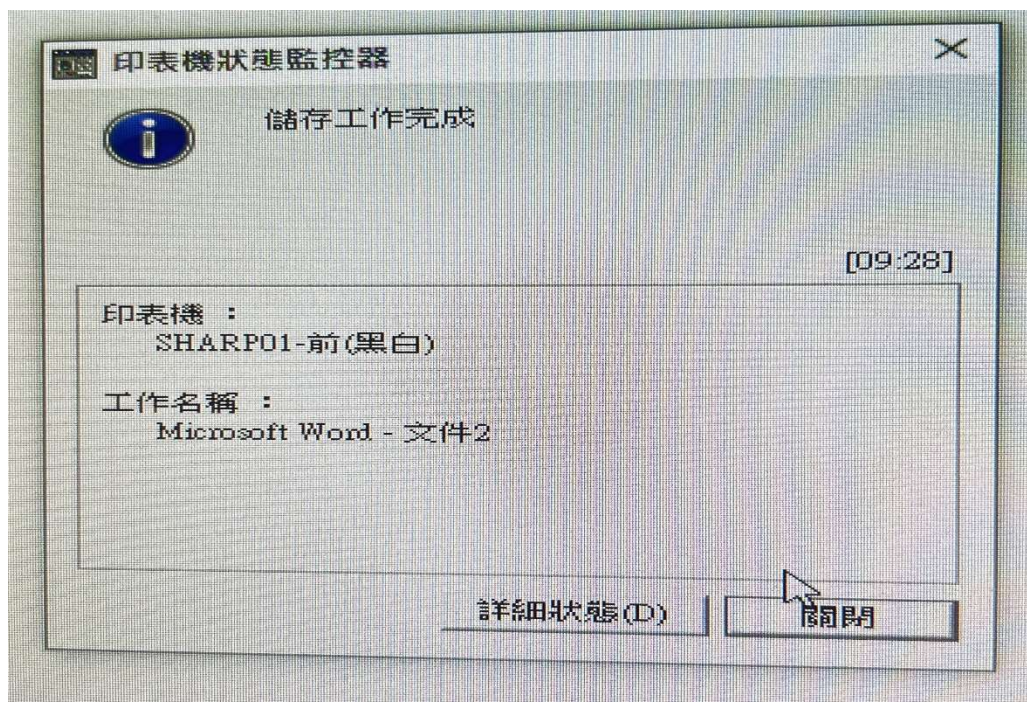 印表機狀態監控器
儲存工作完成
[09:28]
印表機：
SHARP01-前(黑白)
工作名稱：
Microsoft Word - 文件2
詳細狀態(D)
關閉